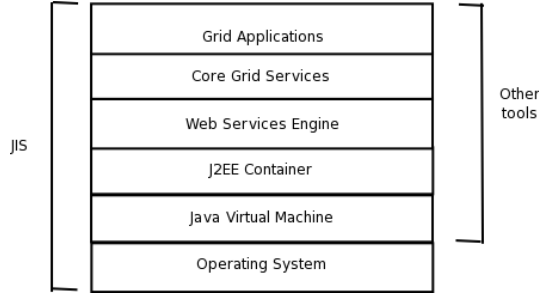 Grid Applications
Core Grid Services
Web Services Engine
J2EE Container
Java Virtual Machine
Operating System
JIS
Other
tools